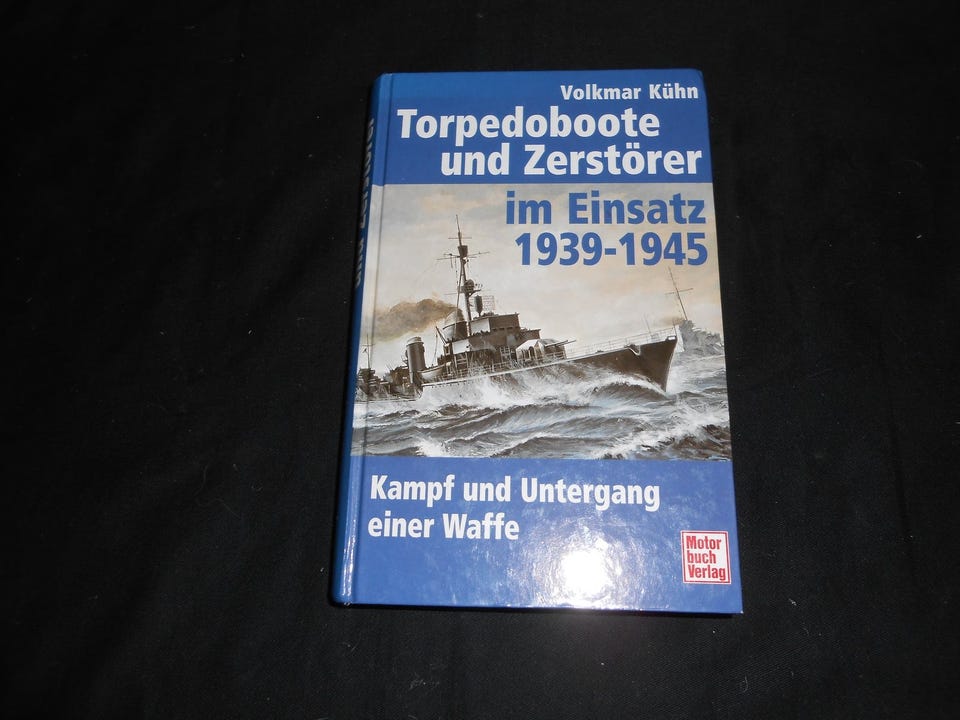 Volkmar Kühn
Torpedoboote
und Zerstörer
im Einsatz
1939-1945
Kampf und Untergang
einer Waffe
Motor
buch
Verlag